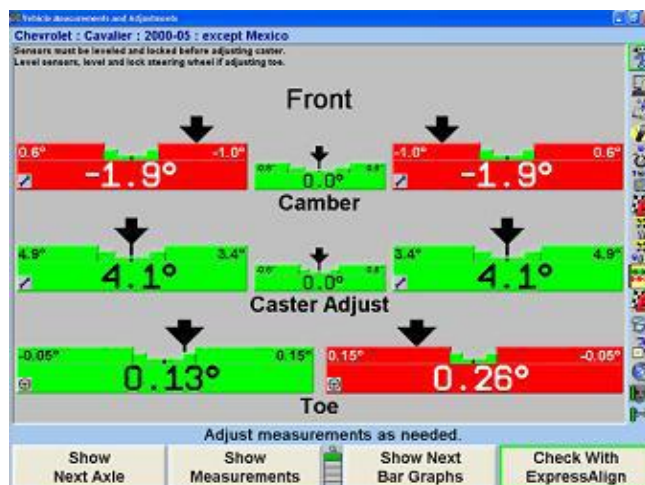 Vehicle Measurements and Adjustments
Chevrolet : Cavalier : 2000-05 : except Mexico
Sensors must be leveled and locked before adjusting caster.
Level sensors, level and lock steering wheel if adjusting toe.
Front
0.6° -1.0° -1.0° 0.6°
-1.9° 0.0° -1.9°
Camber
4.9° 3.4° 3.4° 4.9°
4.1° 0.0° 4.1°
Caster Adjust
-0.05° 0.15° 0.15° -0.05°
0.13° 0.26°
Toe
Adjust measurements as needed.
Show Show Show Next Check With
Next Axle Measurements Bar Graphs ExpressAlign